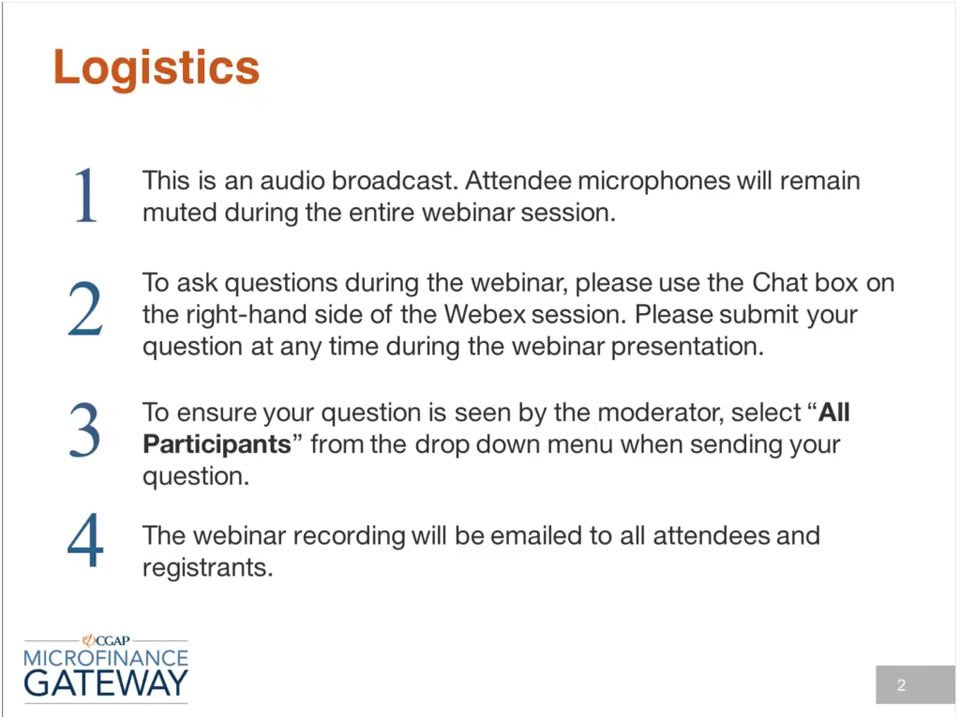 Logistics
1
This is an audio broadcast. Attendee microphones will remain
muted during the entire webinar session.
2
To ask questions during the webinar, please use the Chat box on
the right-hand side of the Webex session. Please submit your
question at any time during the webinar presentation.
3
To ensure your question is seen by the moderator, select “All
Participants” from the drop down menu when sending your
question.
4
The webinar recording will be emailed to all attendees and
registrants.
CGAP
MICROFINANCE
GATEWAY
2